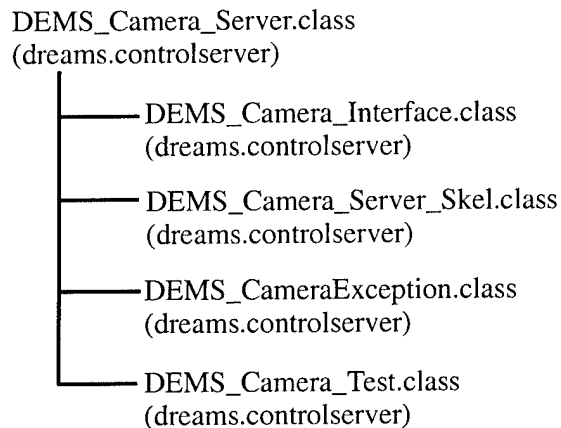 DEMS_Camera_Server.class
(dreams.controlserver)
DEMS_Camera_Interface.class
(dreams.controlserver)
DEMS_Camera_Server_Skel.class
(dreams.controlserver)
DEMS_CameraException.class
(dreams.controlserver)
DEMS_Camera_Test.class
(dreams.controlserver)